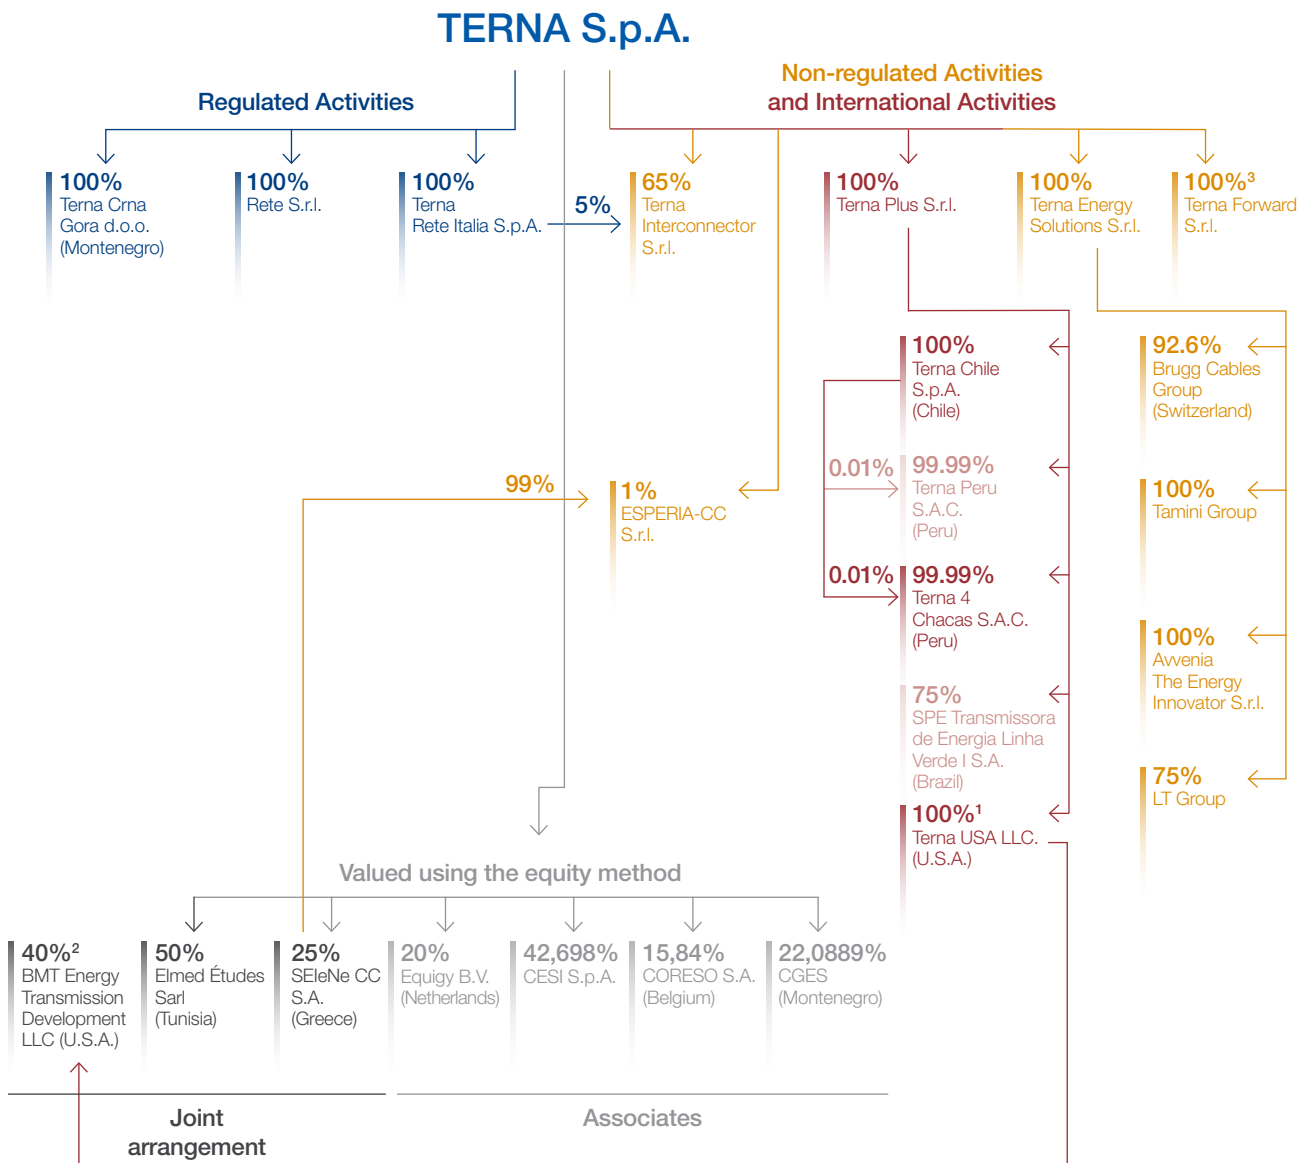 TERNA S.p.A.
Regulated Activities
Non-regulated Activities
and International Activities
100%
Terna Crna
Gora d.o.o.
(Montenegro)
100%
Rete S.r.l.
100%
Terna
Rete Italia S.p.A.
5%
65%
Terna
Interconnector
S.r.l.
100%
Terna Plus S.r.l.
100%
Terna Energy
Solutions S.r.l.
100%³
Terna Forward
S.r.l.
100%
Terna Chile
S.p.A.
(Chile)
0.01%
99.99%
Terna Peru
S.A.C.
(Peru)
0.01%
99.99%
Terna 4
Chacas S.A.C.
(Peru)
75%
SPE Transmissora
de Energia Linha
Verde I S.A.
(Brazil)
100%¹
Terna USA LLC.
(U.S.A.)
92.6%
Brugg Cables
Group
(Switzerland)
100%
Tamini Group
100%
Avvenia
The Energy
Innovator S.r.l.
75%
LT Group
99%
1%
ESPERIA-CC
S.r.l.
Valued using the equity method
40%²
BMT Energy
Transmission
Development
LLC (U.S.A.)
50%
Elmed Études
Sarl
(Tunisia)
25%
SEleNe CC
S.A.
(Greece)
20%
Equigy B.V.
(Netherlands)
42,698%
CESI S.p.A.
15,84%
CORESO S.A.
(Belgium)
22,0889%
CGES
(Montenegro)
Joint
arrangement
Associates